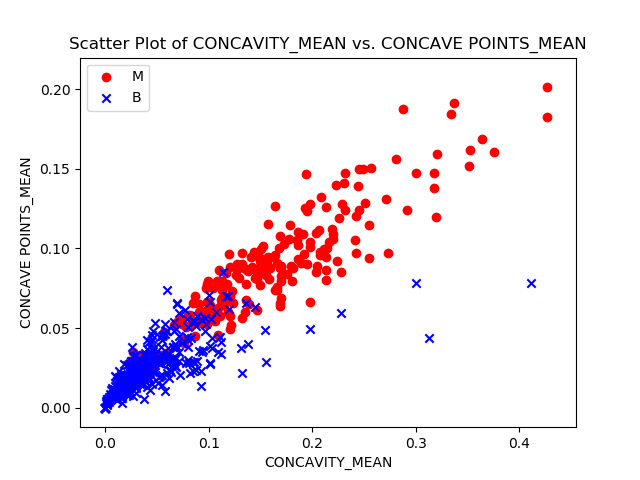 Scatter Plot of CONCAVITY_MEAN vs. CONCAVE POINTS_MEAN
M
B
0.20
0.15
0.10
0.05
0.00
CONCAVE POINTS_MEAN
0.0 0.1 0.2 0.3 0.4
CONCAVITY_MEAN